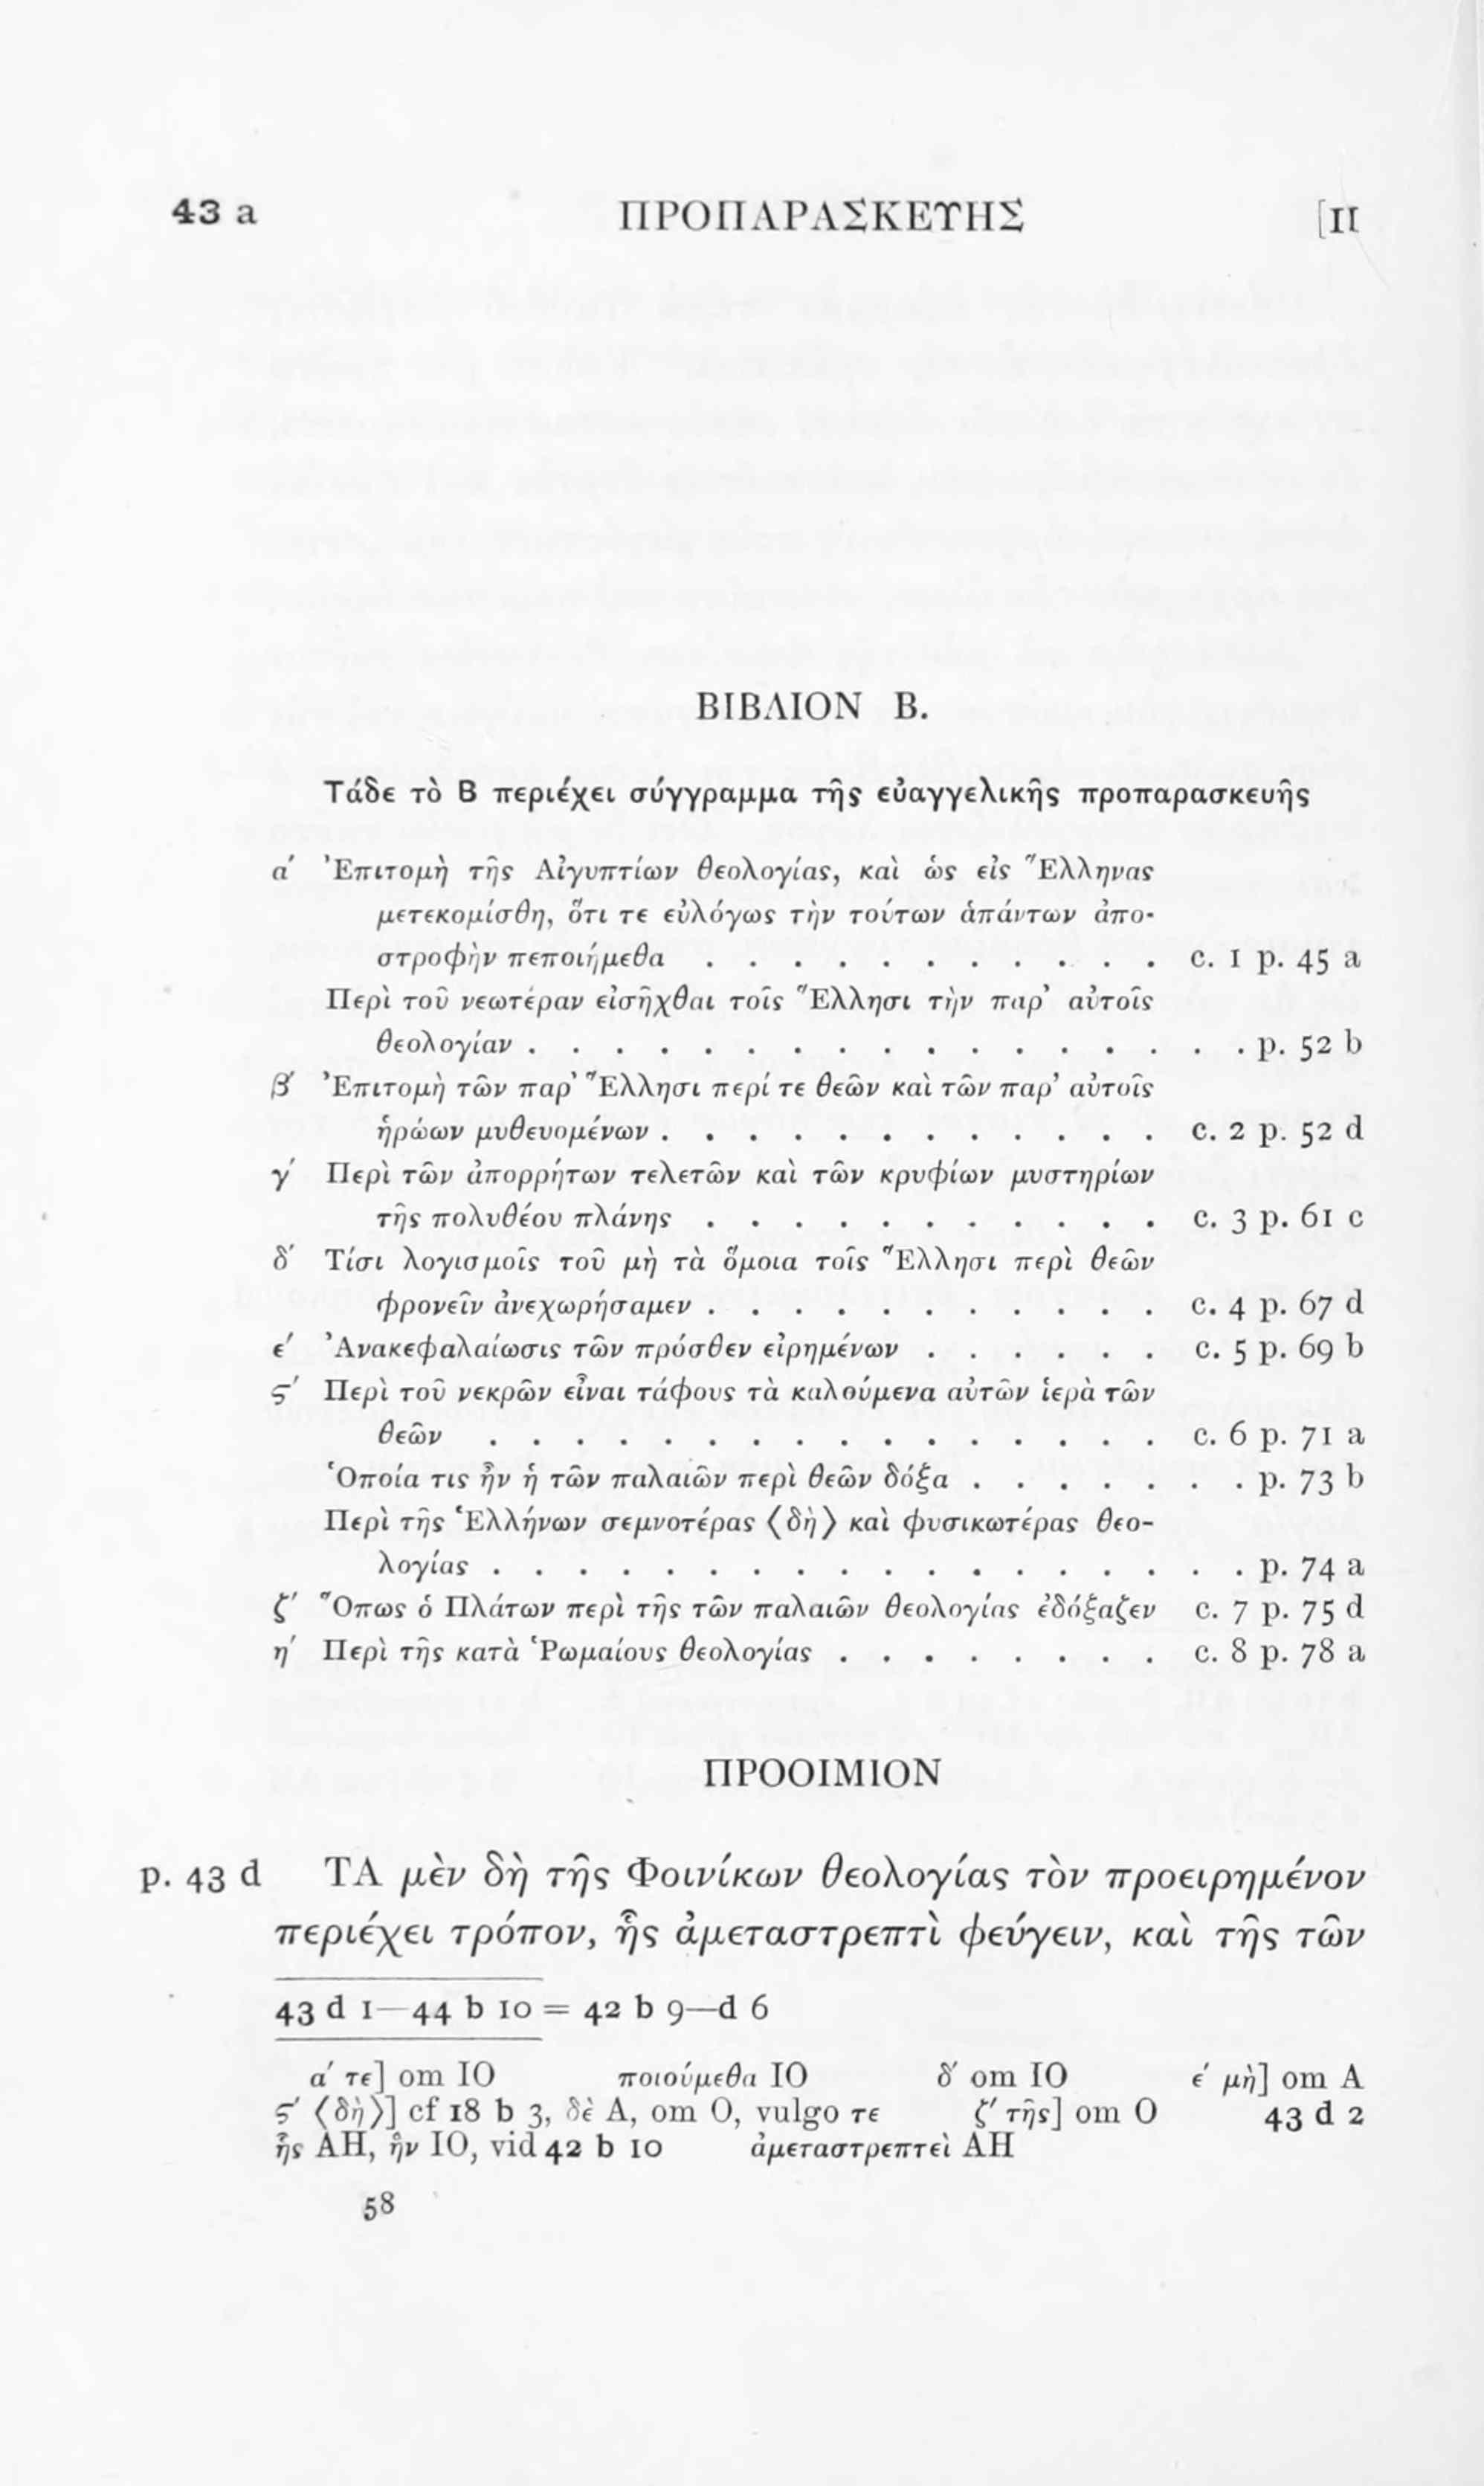 43 a ΠΡΟΠΑΡΑΣΚΕΥΗΣ [II
ΒΙΒΛΙΟΝ Β.
Τάδε τὸ Β περιέχει σύγγραμμα τῆς εὐαγγελικῆς προπαρασκευῆς
α′ Ἐπιτομὴ τῆς Αἰγυπτίων θεολογίας, καὶ ὡς εἰς Ἕλληνας
μετεκομίσθη, ὅτι τε εὐλόγως τὴν τούτων ἁπάντων ἀπο-
στροφὴν πεποιήμεθα . . . . . . . . . . . c. 1 p. 45 a
Περὶ τοῦ νεωτέραν εἰσῆχθαι τοῖς Ἕλλησι τὴν παρ’ αὐτοῖς
θεολογίαν . . . . . . . . . . . . . . . . . p. 52 b
β′ Ἐπιτομὴ τῶν παρ’ Ἕλλησι περί τε θεῶν καὶ τῶν παρ’ αὐτοῖς
ἡρώων μυθευομένων . . . . . . . . . . . . c. 2 p. 52 d
γ′ Περὶ τῶν ἀπορρήτων τελετῶν καὶ τῶν κρυφίων μυστηρίων
τῆς πολυθέου πλάνης . . . . . . . . . . . c. 3 p. 61 c
δ′ Τίσι λογισμοῖς τοῦ μὴ τὰ ὅμοια τοῖς Ἕλλησι περὶ θεῶν
φρονεῖν ἀνεχωρήσαμεν . . . . . . . . . . . c. 4 p. 67 d
ε′ Ἀνακεφαλαίωσις τῶν πρόσθεν εἰρημένων . . . . . . c. 5 p. 69 b
ϛ′ Περὶ τοῦ νεκρῶν εἶναι τάφους τὰ καλούμενα αὐτῶν ἱερὰ τῶν
θεῶν . . . . . . . . . . . . . . . . c. 6 p. 71 a
Ὁποία τις ἦν ἡ τῶν παλαιῶν περὶ θεῶν δόξα . . . . . . . p. 73 b
Περὶ τῆς Ἑλλήνων σεμνοτέρας ⟨δὴ⟩ καὶ φυσικωτέρας θεο-
λογίας . . . . . . . . . . . . . . . . . . p. 74 a
ζ′ Ὅπως ὁ Πλάτων περὶ τῆς τῶν παλαιῶν θεολογίας ἐδόξαζεν c. 7 p. 75 d
η′ Περὶ τῆς κατὰ Ῥωμαίους θεολογίας . . . . . . . . c. 8 p. 78 a
ΠΡΟΟΙΜΙΟΝ
p. 43 d ΤΑ μὲν δὴ τῆς Φοινίκων θεολογίας τὸν προειρημένον
περιέχει τρόπον, ἧς ἀμεταστρεπτὶ φεύγειν, καὶ τῆς τῶν
43 d 1—44 b 10 = 42 b 9—d 6
α′ τε] om IO ποιούμεθα IO δ′ om IO ε′ μὴ] om A
ϛ′ ⟨δὴ⟩] cf 18 b 3, δὲ A, om O, vulgo τε ζ′ τῆς] om O 43 d 2
ἧς AH, ἣν IO, vid 42 b 10 ἀμεταστρεπτεὶ AH
58